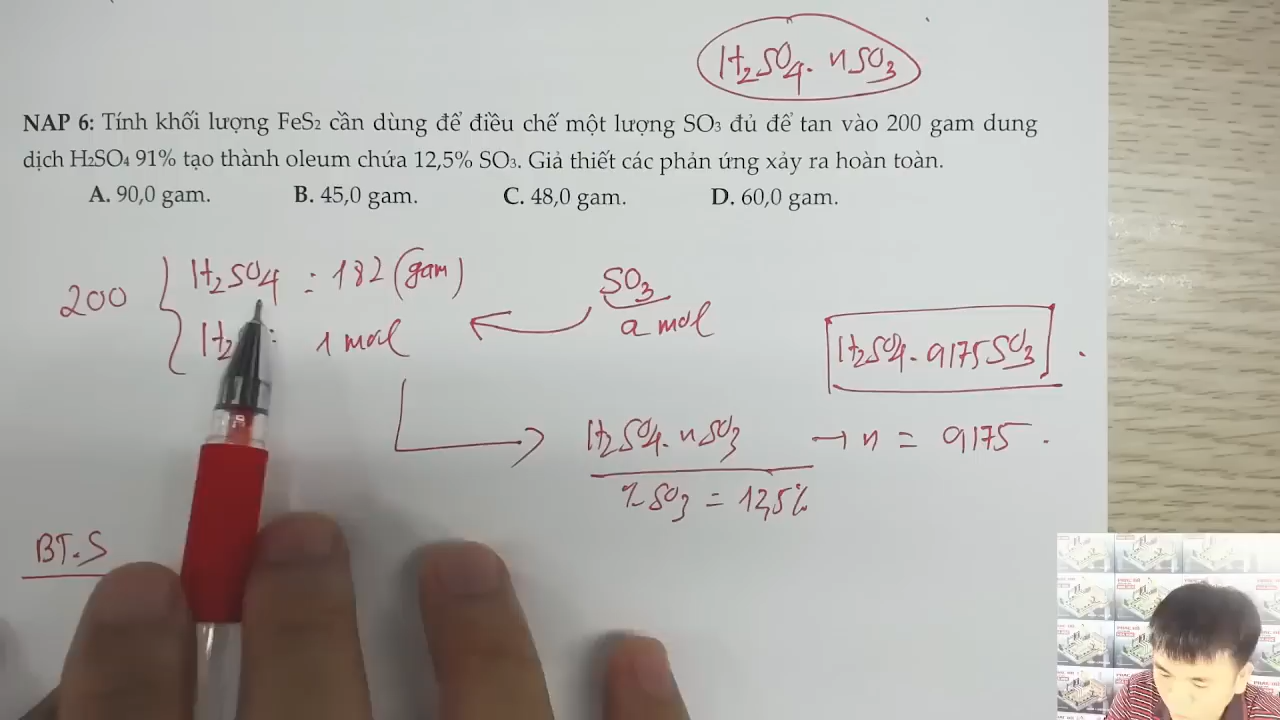 H₂SO₄. nSO₃
NAP 6: Tính khối lượng FeS₂ cần dùng để điều chế một lượng SO₃ đủ để tan vào 200 gam dung
dịch H₂SO₄ 91% tạo thành oleum chứa 12,5% SO₃. Giả thiết các phản ứng xảy ra hoàn toàn.
A. 90,0 gam. B. 45,0 gam. C. 48,0 gam. D. 60,0 gam.
200 { H₂SO₄ : 182 (gam)
H₂ : 1 mol
SO₃
a mol
H₂SO₄. 0,175SO₃ .
H₂SO₄. nSO₃ → n = 0,175 .
% SO₃ = 12,5%
BT.S